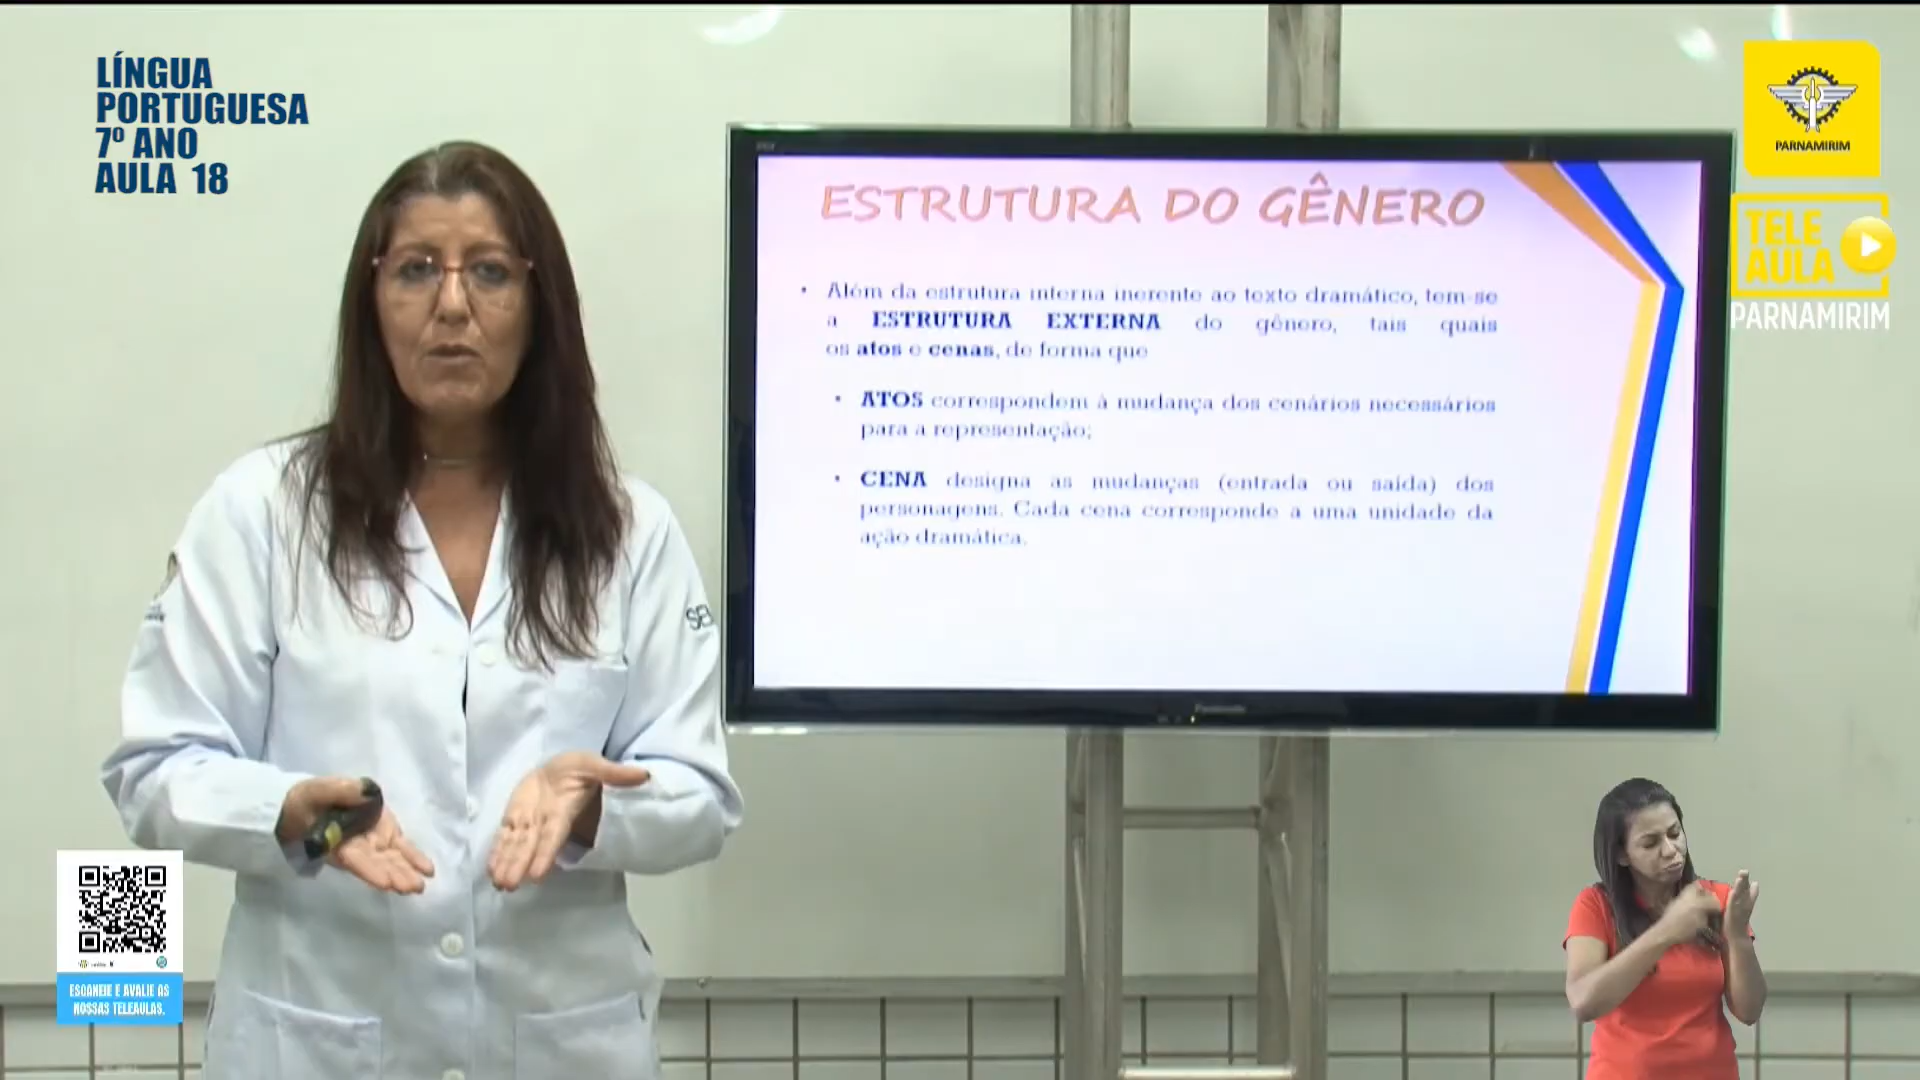 LÍNGUA
PORTUGUESA
7º ANO
AULA 18
ESTRUTURA DO GÊNERO
• Além da estrutura interna inerente ao texto dramático, tem-se
a ESTRUTURA EXTERNA do gênero, tais quais
os atos e cenas, de forma que
• ATOS correspondem à mudança dos cenários necessários
para a representação;
• CENA designa as mudanças (entrada ou saída) dos
personagens. Cada cena corresponde a uma unidade da
ação dramática.
PARNAMIRIM
TELE
AULA
PARNAMIRIM
Panasonic
ESCANEIE E AVALIE AS
NOSSAS TELEAULAS.